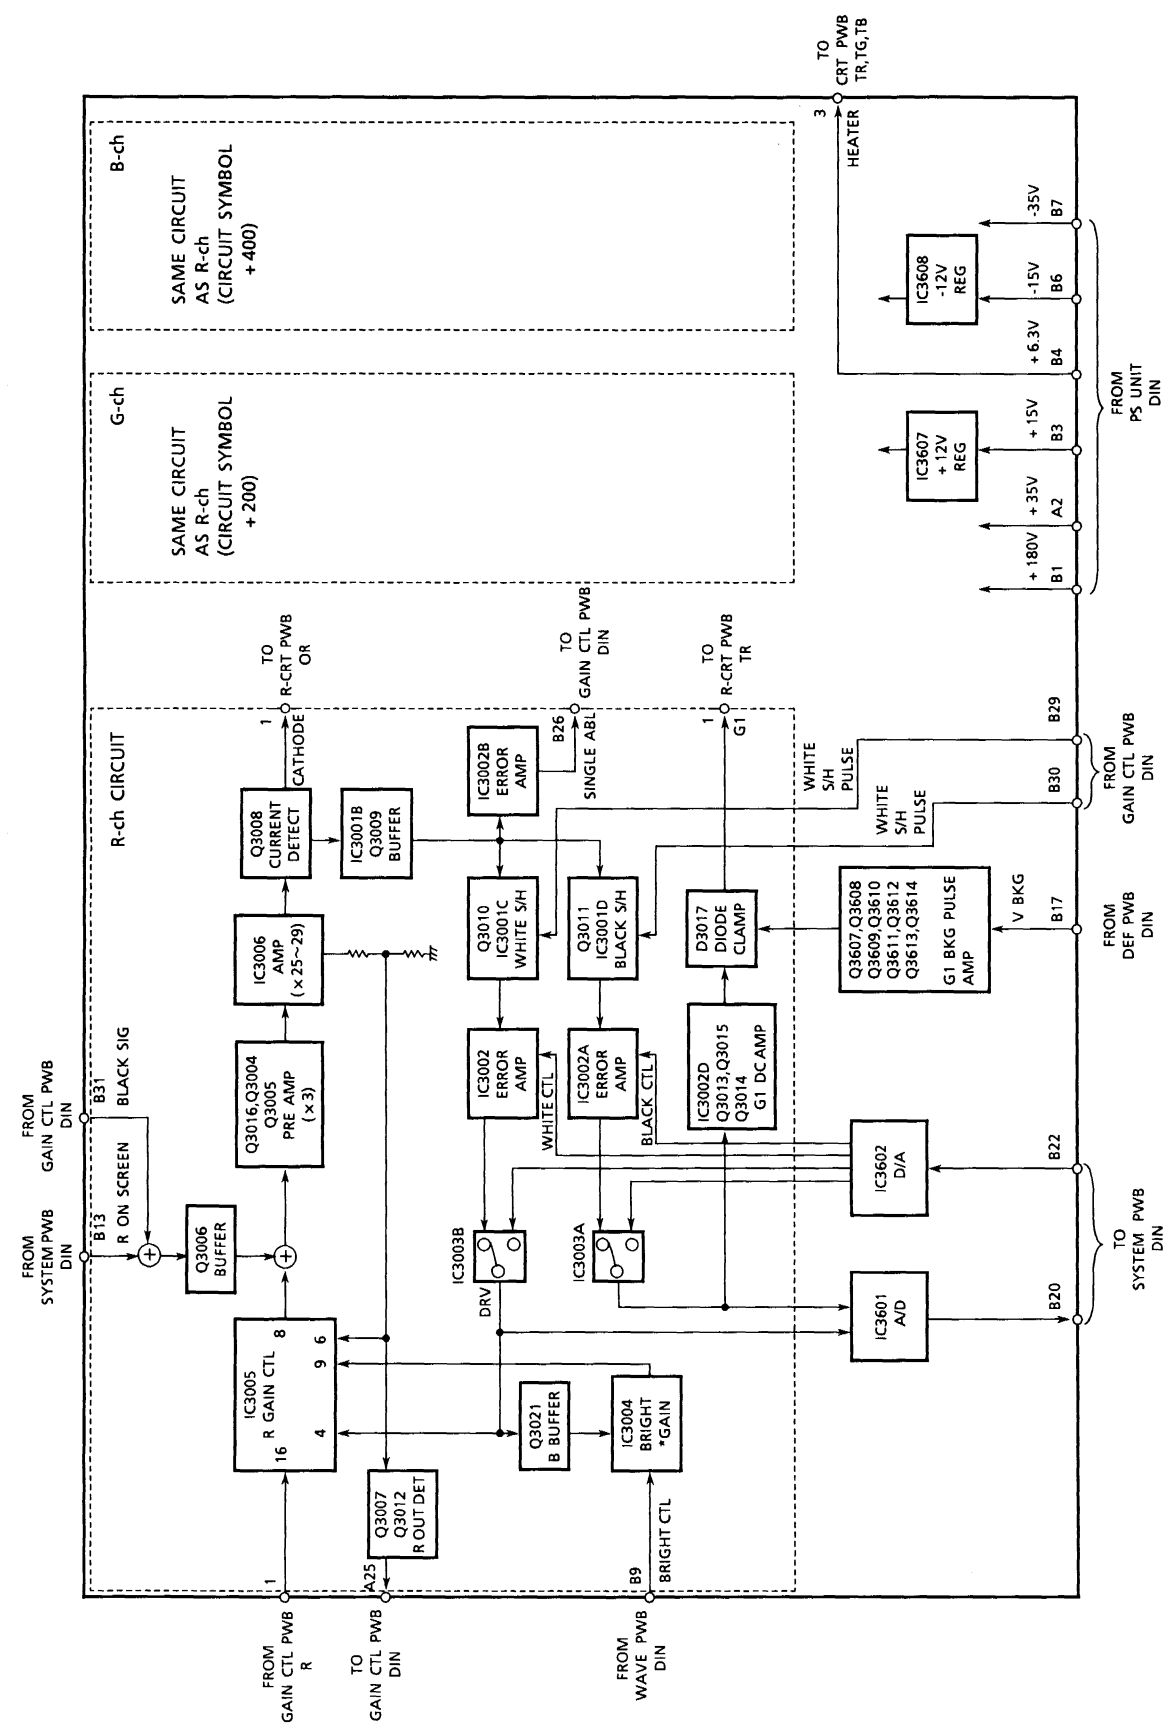 FROM
GAIN CTL PWB
R
1
TO
GAIN CTL PWB
DIN
A25
FROM
WAVE PWB
DIN
B9
BRIGHT CTL
FROM
SYSTEM PWB
DIN
B13
R ON SCREEN
FROM
GAIN CTL PWB
DIN
B31
BLACK SIG
R-ch CIRCUIT
IC3005
R GAIN CTL
16
8
4
9
6
Q3007
Q3012
R OUT DET
Q3006
BUFFER
+
+
Q3016,Q3004
Q3005
PRE AMP
(×3)
IC3006
AMP
(×25~29)
Q3008
CURRENT
DETECT
CATHODE
1
TO
R-CRT PWB
OR
IC3001B
Q3009
BUFFER
IC3002B
ERROR
AMP
B26
SINGLE ABL
TO
GAIN CTL PWB
DIN
Q3010
IC3001C
WHITE S/H
Q3011
IC3001D
BLACK S/H
IC3002
ERROR
AMP
WHITE CTL
IC3002A
ERROR
AMP
BLACK CTL
IC3003B
DRV
IC3003A
Q3021
B BUFFER
IC3004
BRIGHT
*GAIN
IC3002D
Q3013,Q3015
Q3014
G1 DC AMP
D3017
DIODE
CLAMP
1
G1
TO
R-CRT PWB
TR
WHITE
S/H
PULSE
WHITE
S/H
PULSE
Q3607,Q3608
Q3609,Q3610
Q3611,Q3612
Q3613,Q3614
G1 BKG PULSE
AMP
V BKG
B17
FROM
DEF PWB
DIN
B30
B29
FROM
GAIN CTL PWB
DIN
IC3601
A/D
IC3602
D/A
B20
B22
TO
SYSTEM PWB
DIN
G-ch
SAME CIRCUIT
AS R-ch
(CIRCUIT SYMBOL
+200)
B-ch
SAME CIRCUIT
AS R-ch
(CIRCUIT SYMBOL
+400)
+180V
B1
+35V
A2
IC3607
+12V
REG
+15V
B3
+6.3V
B4
IC3608
-12V
REG
-15V
B6
-35V
B7
FROM
PS UNIT
DIN
HEATER
3
TO
CRT PWB
TR,TG,TB